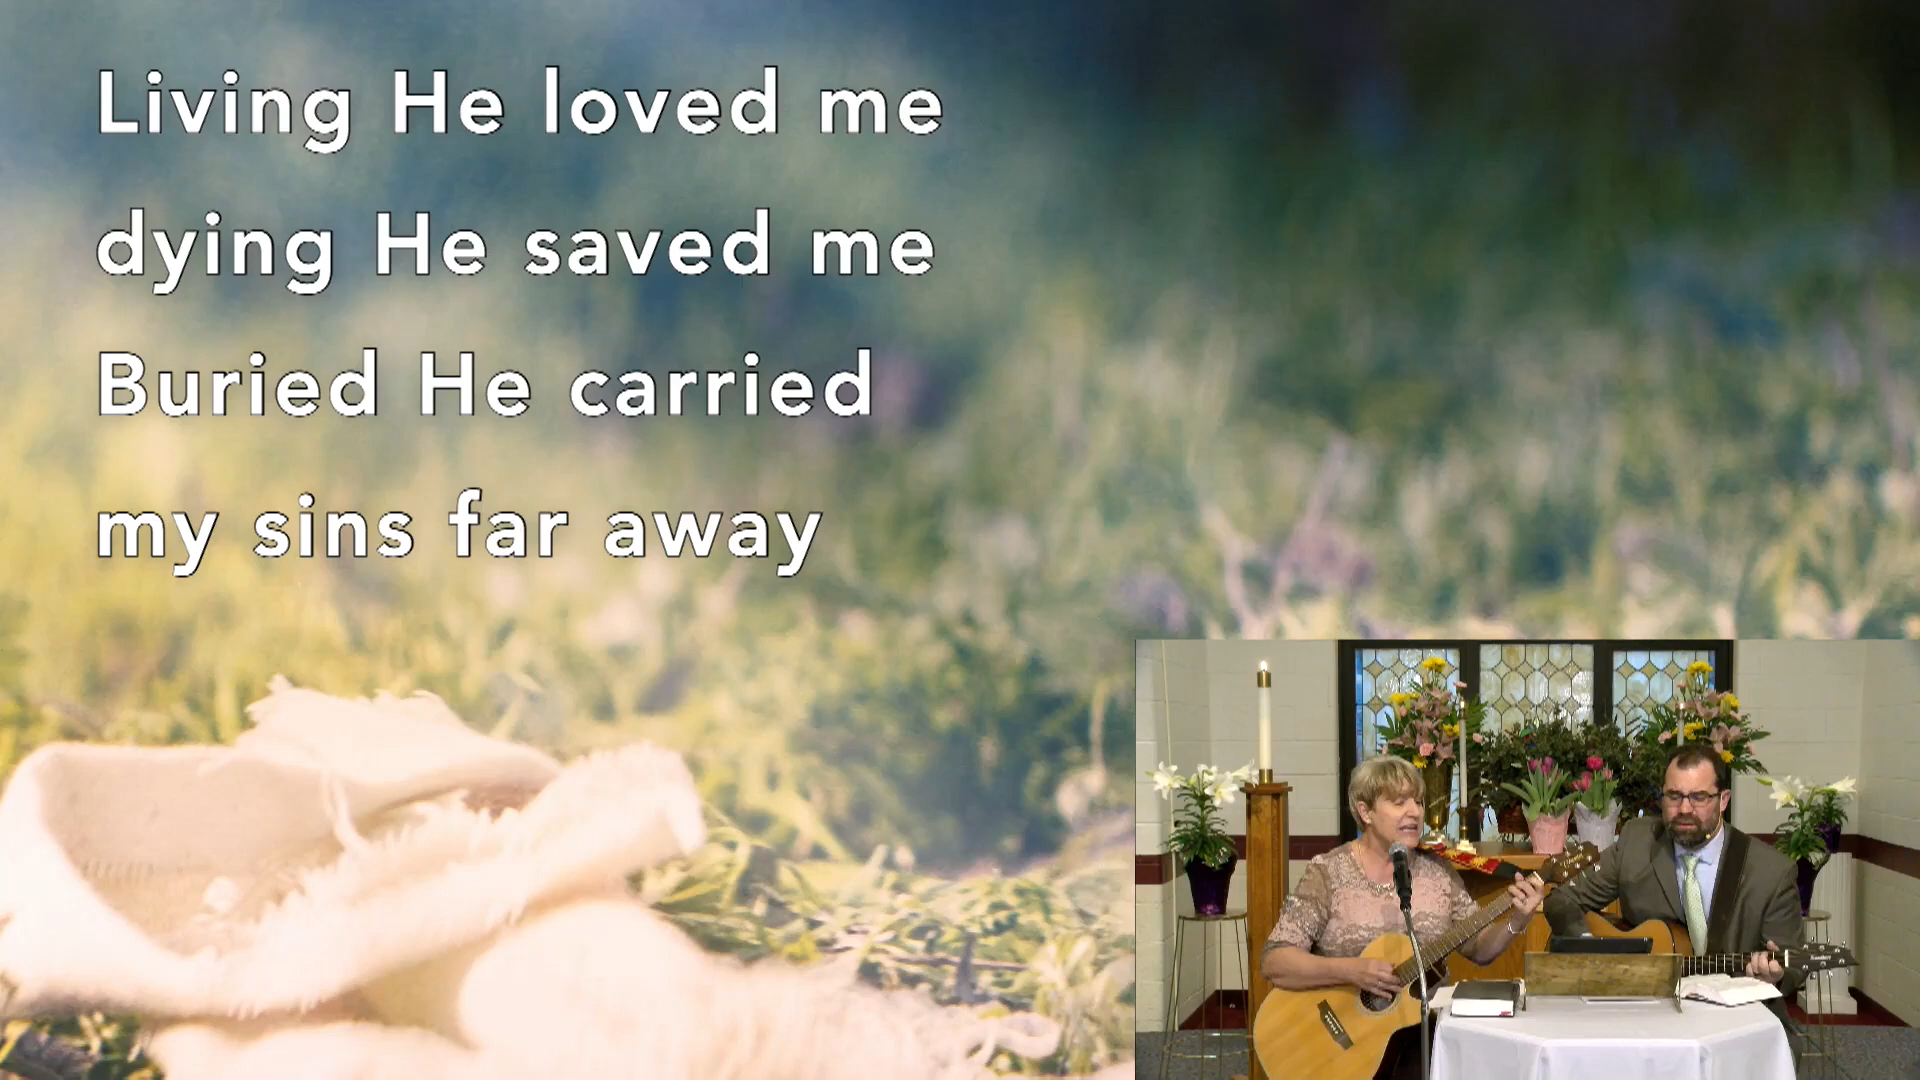 Living He loved me
dying He saved me
Buried He carried
my sins far away